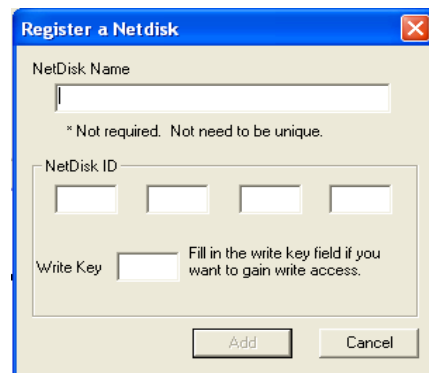 Register a Netdisk
NetDisk Name
* Not required. Not need to be unique.
NetDisk ID
Write Key
Fill in the write key field if you
want to gain write access.
Add
Cancel